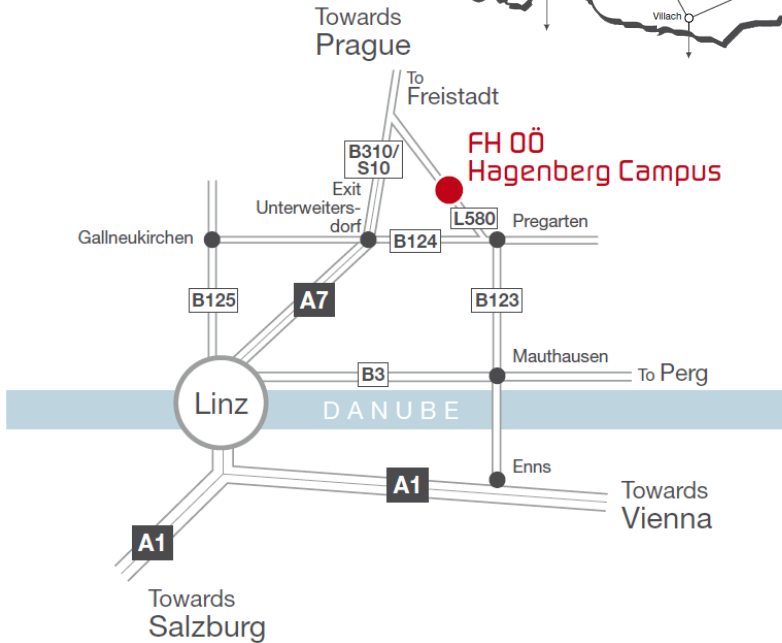 Villach
Towards
Prague
To
Freistadt
FH OÖ
Hagenberg Campus
B310/
S10
Exit
Unterweiters-
dorf
L580
Pregarten
Gallneukirchen
B124
B125
A7
B123
Mauthausen
B3
To Perg
Linz
DANUBE
Enns
A1
Towards
Vienna
A1
Towards
Salzburg